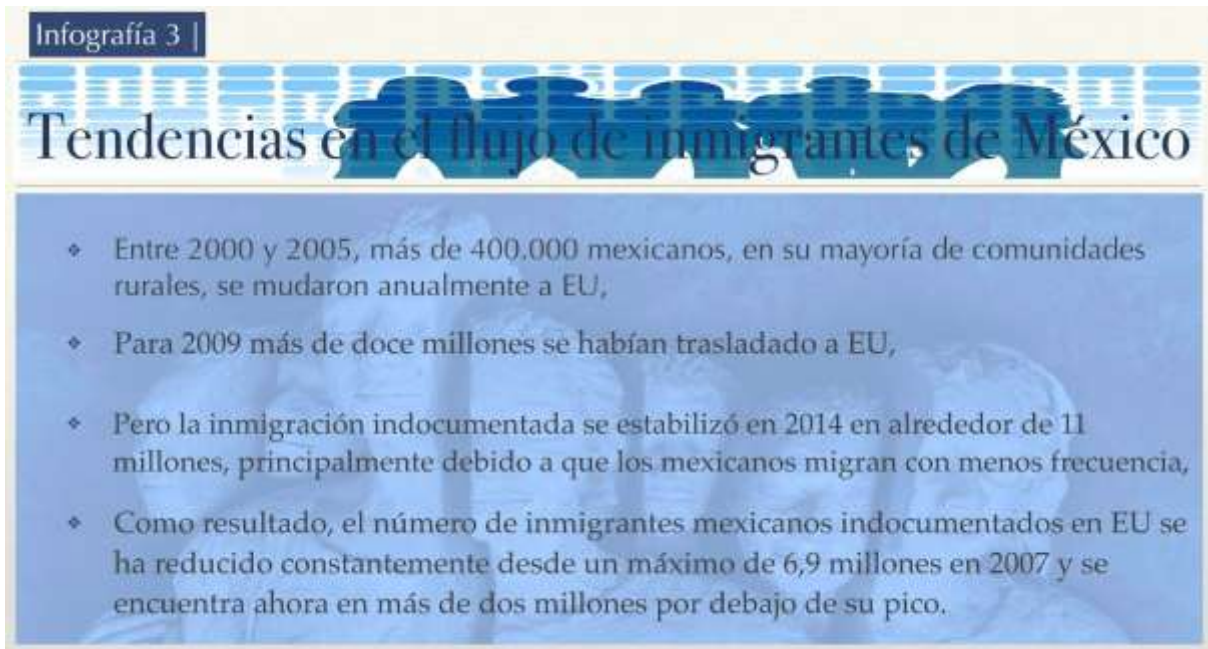 Infografía 3 |
Tendencias en el flujo de inmigrantes de México
❖ Entre 2000 y 2005, más de 400.000 mexicanos, en su mayoría de comunidades
rurales, se mudaron anualmente a EU,
❖ Para 2009 más de doce millones se habían trasladado a EU,
❖ Pero la inmigración indocumentada se estabilizó en 2014 en alrededor de 11
millones, principalmente debido a que los mexicanos migran con menos frecuencia,
❖ Como resultado, el número de inmigrantes mexicanos indocumentados en EU se
ha reducido constantemente desde un máximo de 6,9 millones en 2007 y se
encuentra ahora en más de dos millones por debajo de su pico.